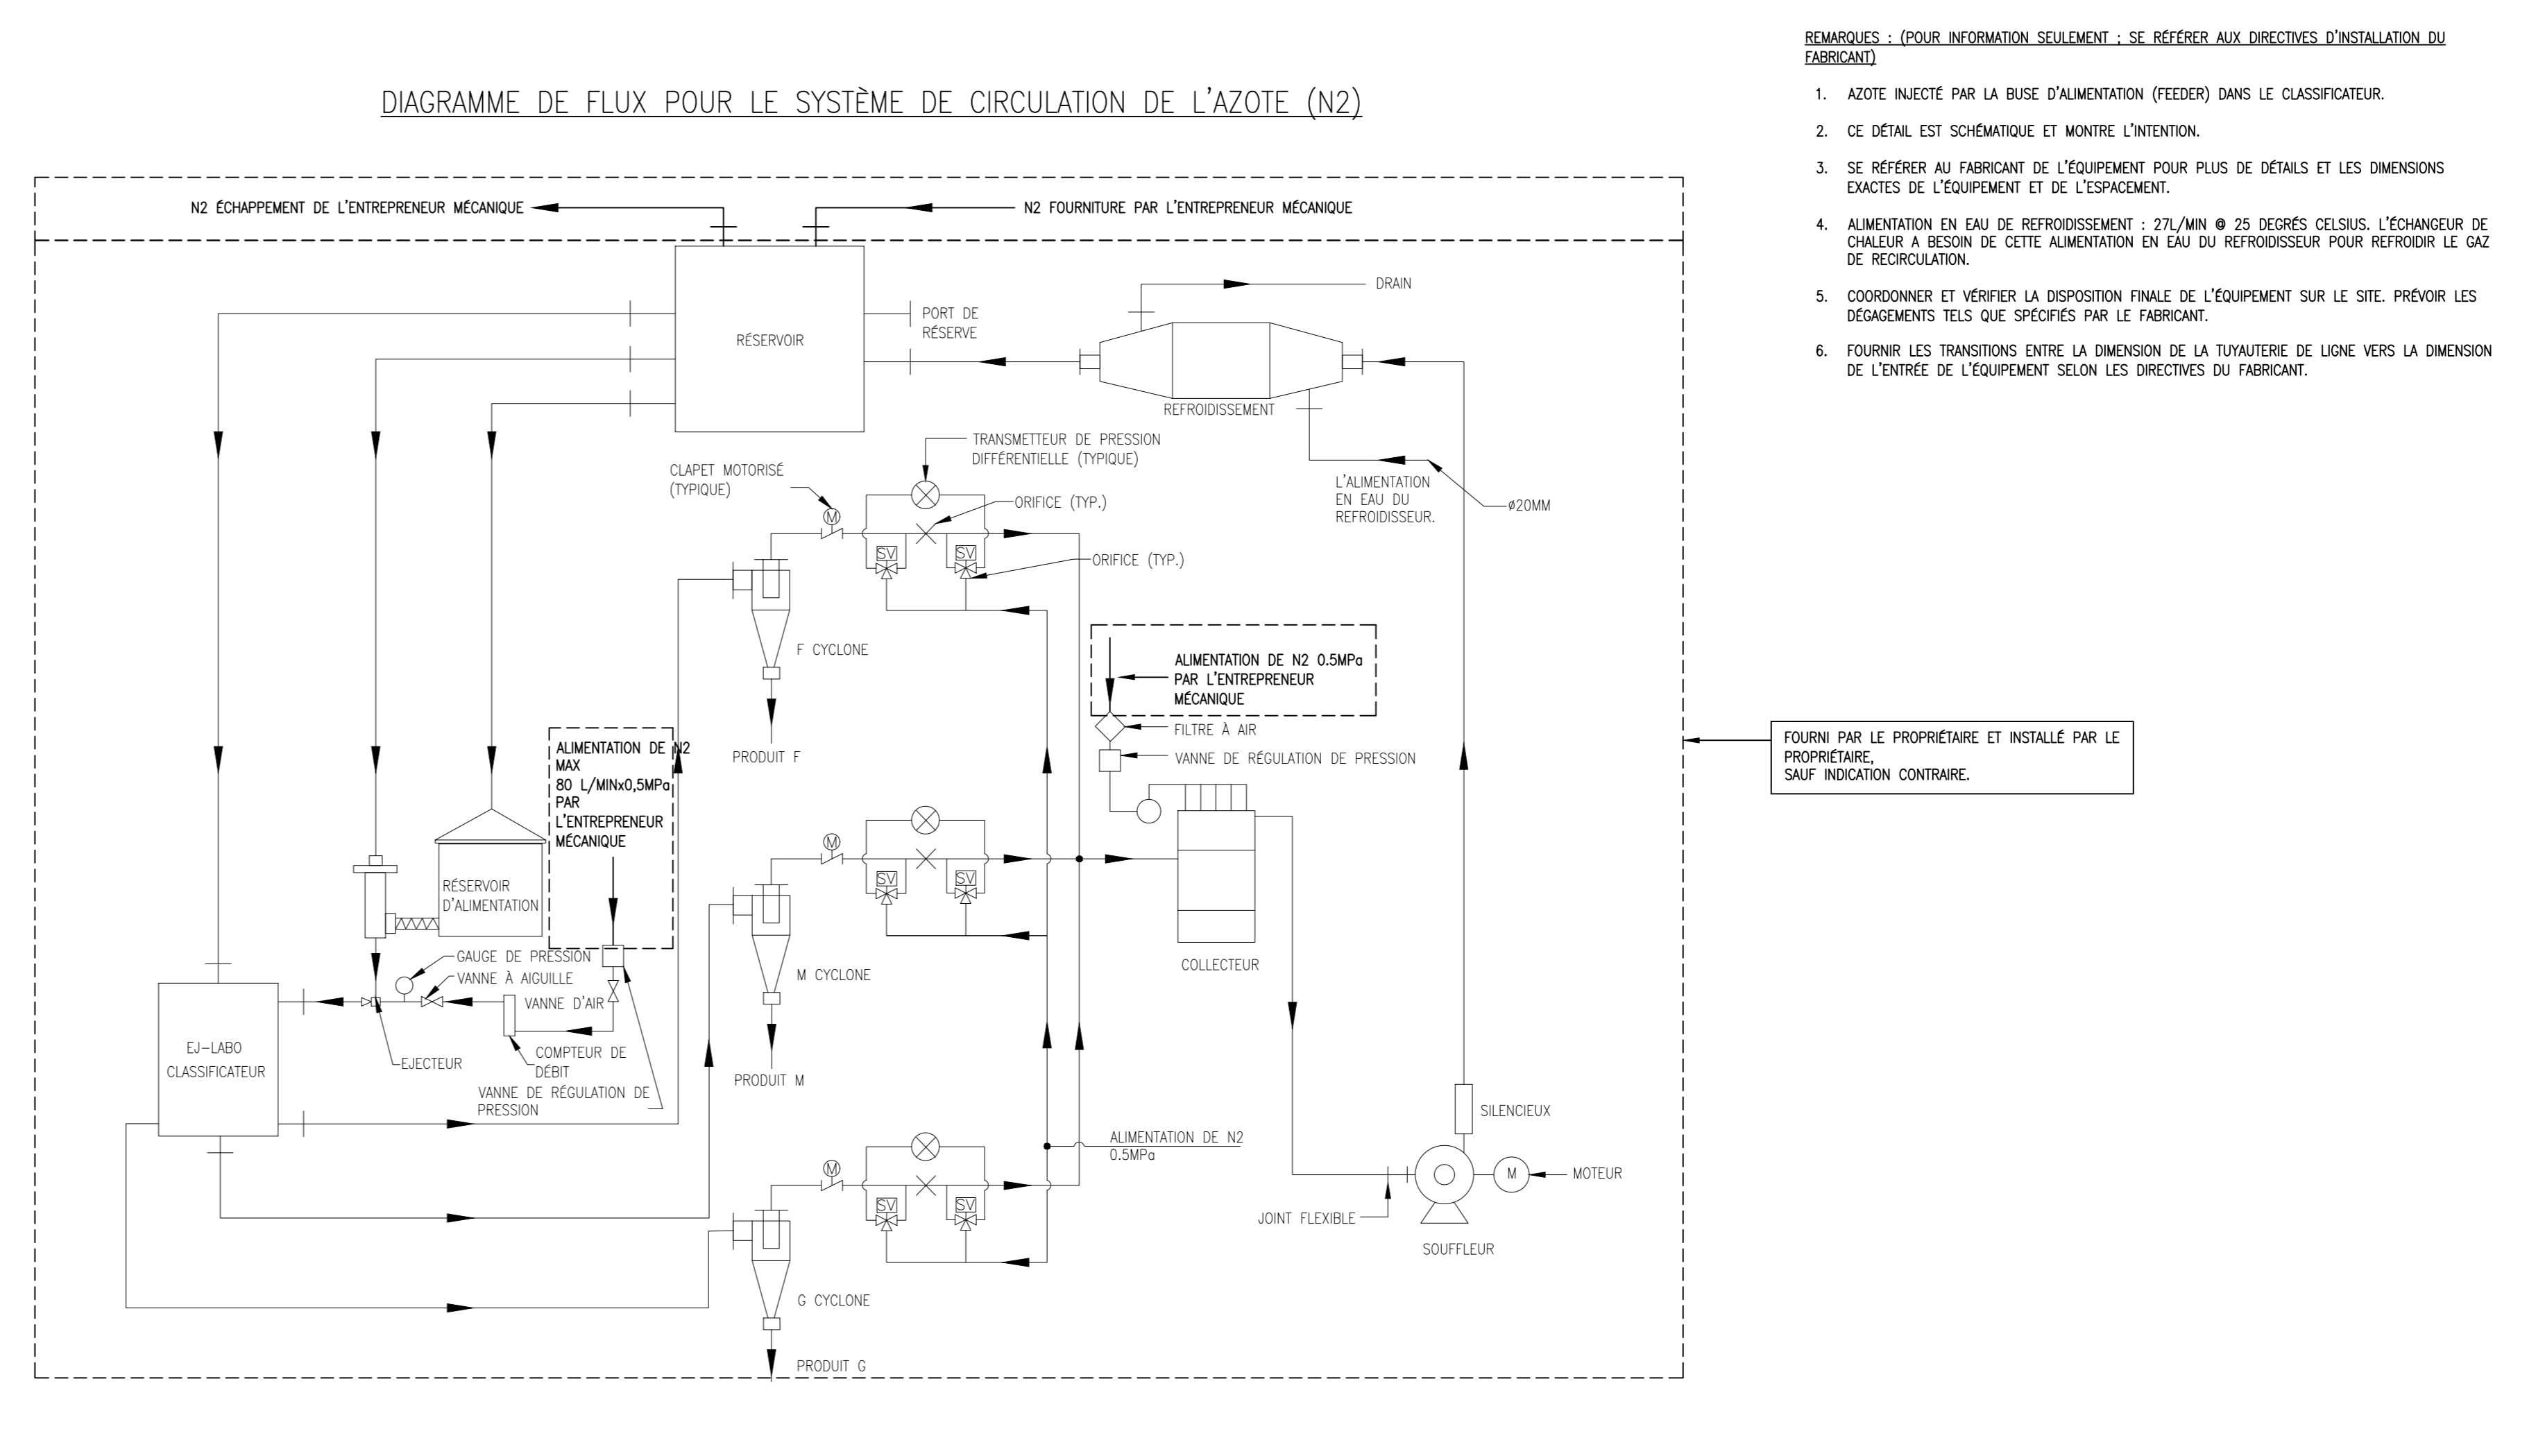 DIAGRAMME DE FLUX POUR LE SYSTÈME DE CIRCULATION DE L'AZOTE (N2)
REMARQUES : (POUR INFORMATION SEULEMENT ; SE RÉFÉRER AUX DIRECTIVES D'INSTALLATION DU
FABRICANT)
1. AZOTE INJECTÉ PAR LA BUSE D'ALIMENTATION (FEEDER) DANS LE CLASSIFICATEUR.
2. CE DÉTAIL EST SCHÉMATIQUE ET MONTRE L'INTENTION.
3. SE RÉFÉRER AU FABRICANT DE L'ÉQUIPEMENT POUR PLUS DE DÉTAILS ET LES DIMENSIONS
EXACTES DE L'ÉQUIPEMENT ET DE L'ESPACEMENT.
4. ALIMENTATION EN EAU DE REFROIDISSEMENT : 27L/MIN @ 25 DEGRÉS CELSIUS. L'ÉCHANGEUR DE
CHALEUR A BESOIN DE CETTE ALIMENTATION EN EAU DU REFROIDISSEUR POUR REFROIDIR LE GAZ
DE RECIRCULATION.
5. COORDONNER ET VÉRIFIER LA DISPOSITION FINALE DE L'ÉQUIPEMENT SUR LE SITE. PRÉVOIR LES
DÉGAGEMENTS TELS QUE SPÉCIFIÉS PAR LE FABRICANT.
6. FOURNIR LES TRANSITIONS ENTRE LA DIMENSION DE LA TUYAUTERIE DE LIGNE VERS LA DIMENSION
DE L'ENTRÉE DE L'ÉQUIPEMENT SELON LES DIRECTIVES DU FABRICANT.
N2 ÉCHAPPEMENT DE L'ENTREPRENEUR MÉCANIQUE
N2 FOURNITURE PAR L'ENTREPRENEUR MÉCANIQUE
RÉSERVOIR
PORT DE
RÉSERVE
DRAIN
REFROIDISSEMENT
L'ALIMENTATION
EN EAU DU
REFROIDISSEUR.
ø20MM
TRANSMETTEUR DE PRESSION
DIFFÉRENTIELLE (TYPIQUE)
CLAPET MOTORISÉ
(TYPIQUE)
ORIFICE (TYP.)
M
SV
SV
ORIFICE (TYP.)
F CYCLONE
PRODUIT F
ALIMENTATION DE N2 0.5MPa
PAR L'ENTREPRENEUR
MÉCANIQUE
FILTRE À AIR
VANNE DE RÉGULATION DE PRESSION
FOURNI PAR LE PROPRIÉTAIRE ET INSTALLÉ PAR LE
PROPRIÉTAIRE,
SAUF INDICATION CONTRAIRE.
ALIMENTATION DE N2
MAX
80 L/MINx0,5MPa
PAR
L'ENTREPRENEUR
MÉCANIQUE
RÉSERVOIR
D'ALIMENTATION
M
SV
SV
M CYCLONE
PRODUIT M
COLLECTEUR
GAUGE DE PRESSION
VANNE À AIGUILLE
VANNE D'AIR
EJECTEUR
COMPTEUR DE
DÉBIT
VANNE DE RÉGULATION DE
PRESSION
EJ-LABO
CLASSIFICATEUR
ALIMENTATION DE N2
0.5MPa
M
SV
SV
G CYCLONE
PRODUIT G
SILENCIEUX
M
MOTEUR
JOINT FLEXIBLE
SOUFFLEUR